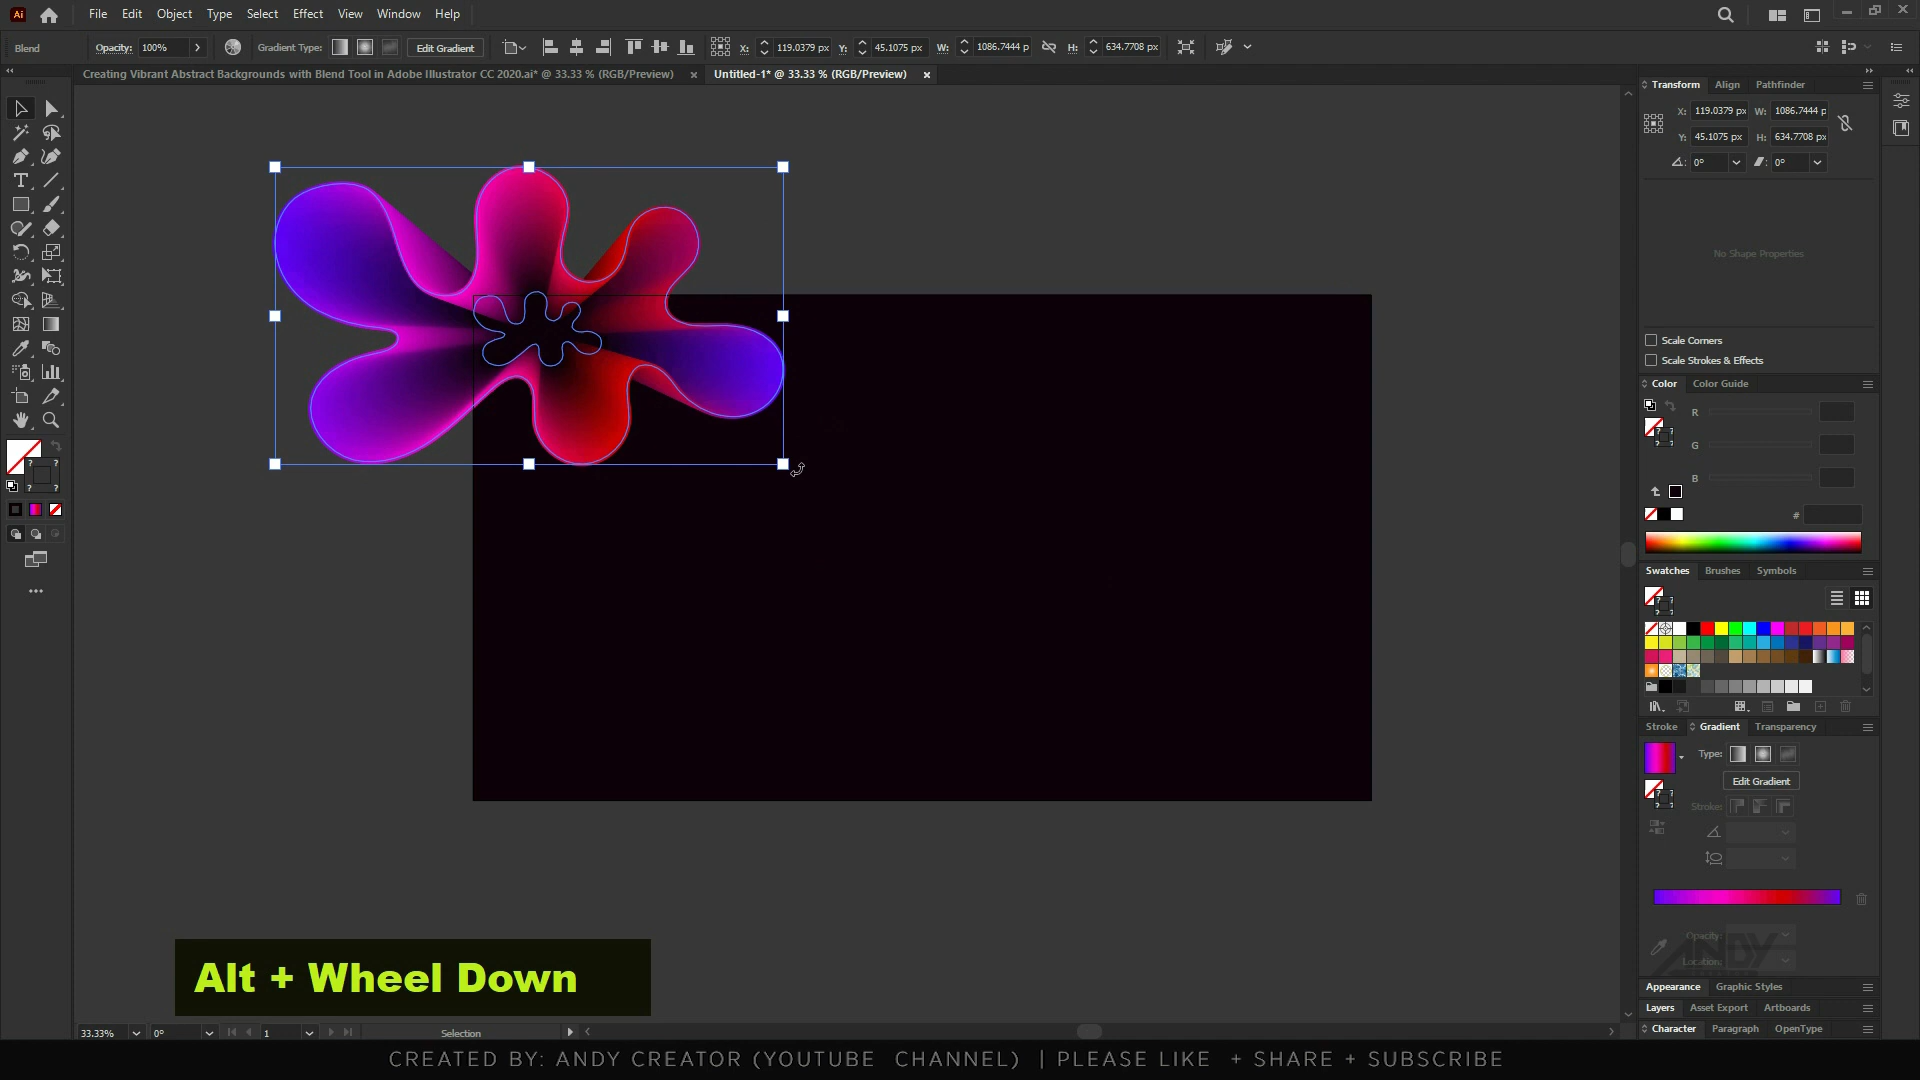 Ai File Edit Object Type Select Effect View Window Help
Blend Opacity: 100% Gradient Type: Edit Gradient X: 119.0379 px Y: 45.1075 px W: 1086.7444 p H: 634.7708 px
Creating Vibrant Abstract Backgrounds with Blend Tool in Adobe Illustrator CC 2020.ai* @ 33.33 % (RGB/Preview) Untitled-1* @ 33.33 % (RGB/Preview)
Transform Align Pathfinder
X: 119.0379 px W: 1086.7444 p
Y: 45.1075 px H: 634.7708 px
0° 0°
No Shape Properties
Scale Corners
Scale Strokes & Effects
Color Color Guide
R
G
B
#
Swatches Brushes Symbols
Stroke Gradient Transparency
Type:
Edit Gradient
Stroke:
Opacity:
Location:
ANDY
Appearance Graphic Styles
Layers Asset Export Artboards
Character Paragraph OpenType
Alt + Wheel Down
33.33% 0° 1 Selection
CREATED BY: ANDY CREATOR (YOUTUBE CHANNEL) | PLEASE LIKE + SHARE + SUBSCRIBE